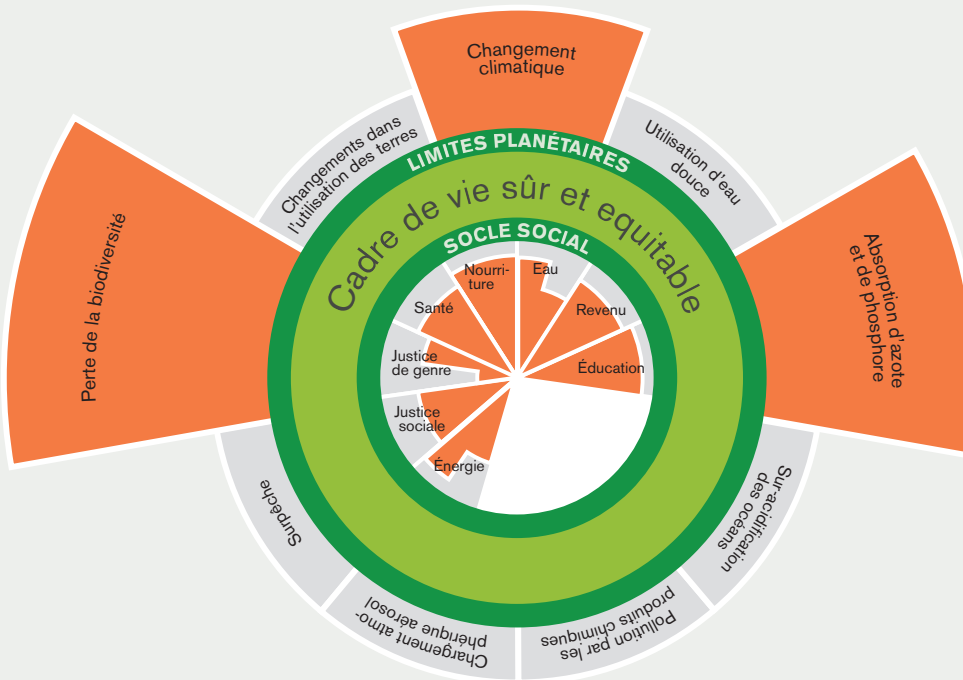 Changement
climatique
Utilisation d'eau
douce
Absorption d'azote
et de phosphore
Sur-acidification
des océans
Pollution par les
produits chimiques
Chargement atmo-
phérique aérosol
Surpêche
Perte de la biodiversité
Changements dans
l'utilisation des terres
LIMITES PLANÉTAIRES
Cadre de vie sûr et equitable
SOCLE SOCIAL
Eau
Revenu
Éducation
Énergie
Justice
sociale
Justice
de genre
Santé
Nourri-
ture